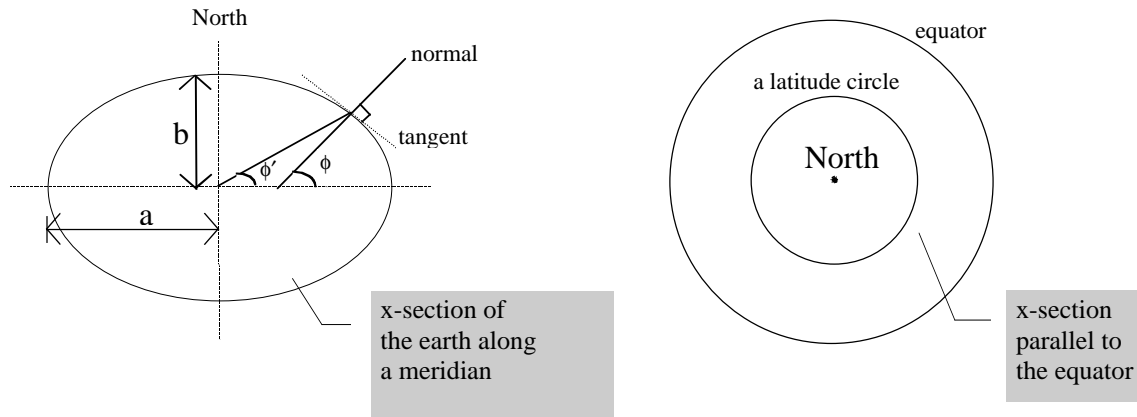 North
normal
b
tangent
ϕ′
ϕ
a
x-section of
the earth along
a meridian
equator
a latitude circle
North
x-section
parallel to
the equator